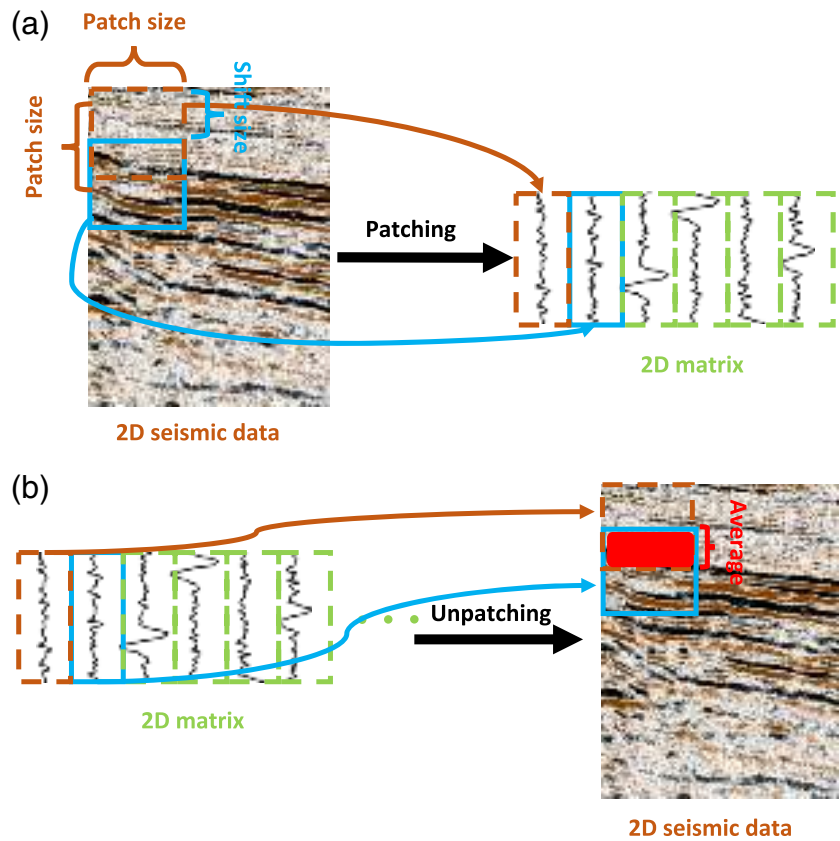 (a)
Patch size
Patch size
Shift size
Patching
2D matrix
2D seismic data
(b)
Average
Unpatching
2D matrix
2D seismic data